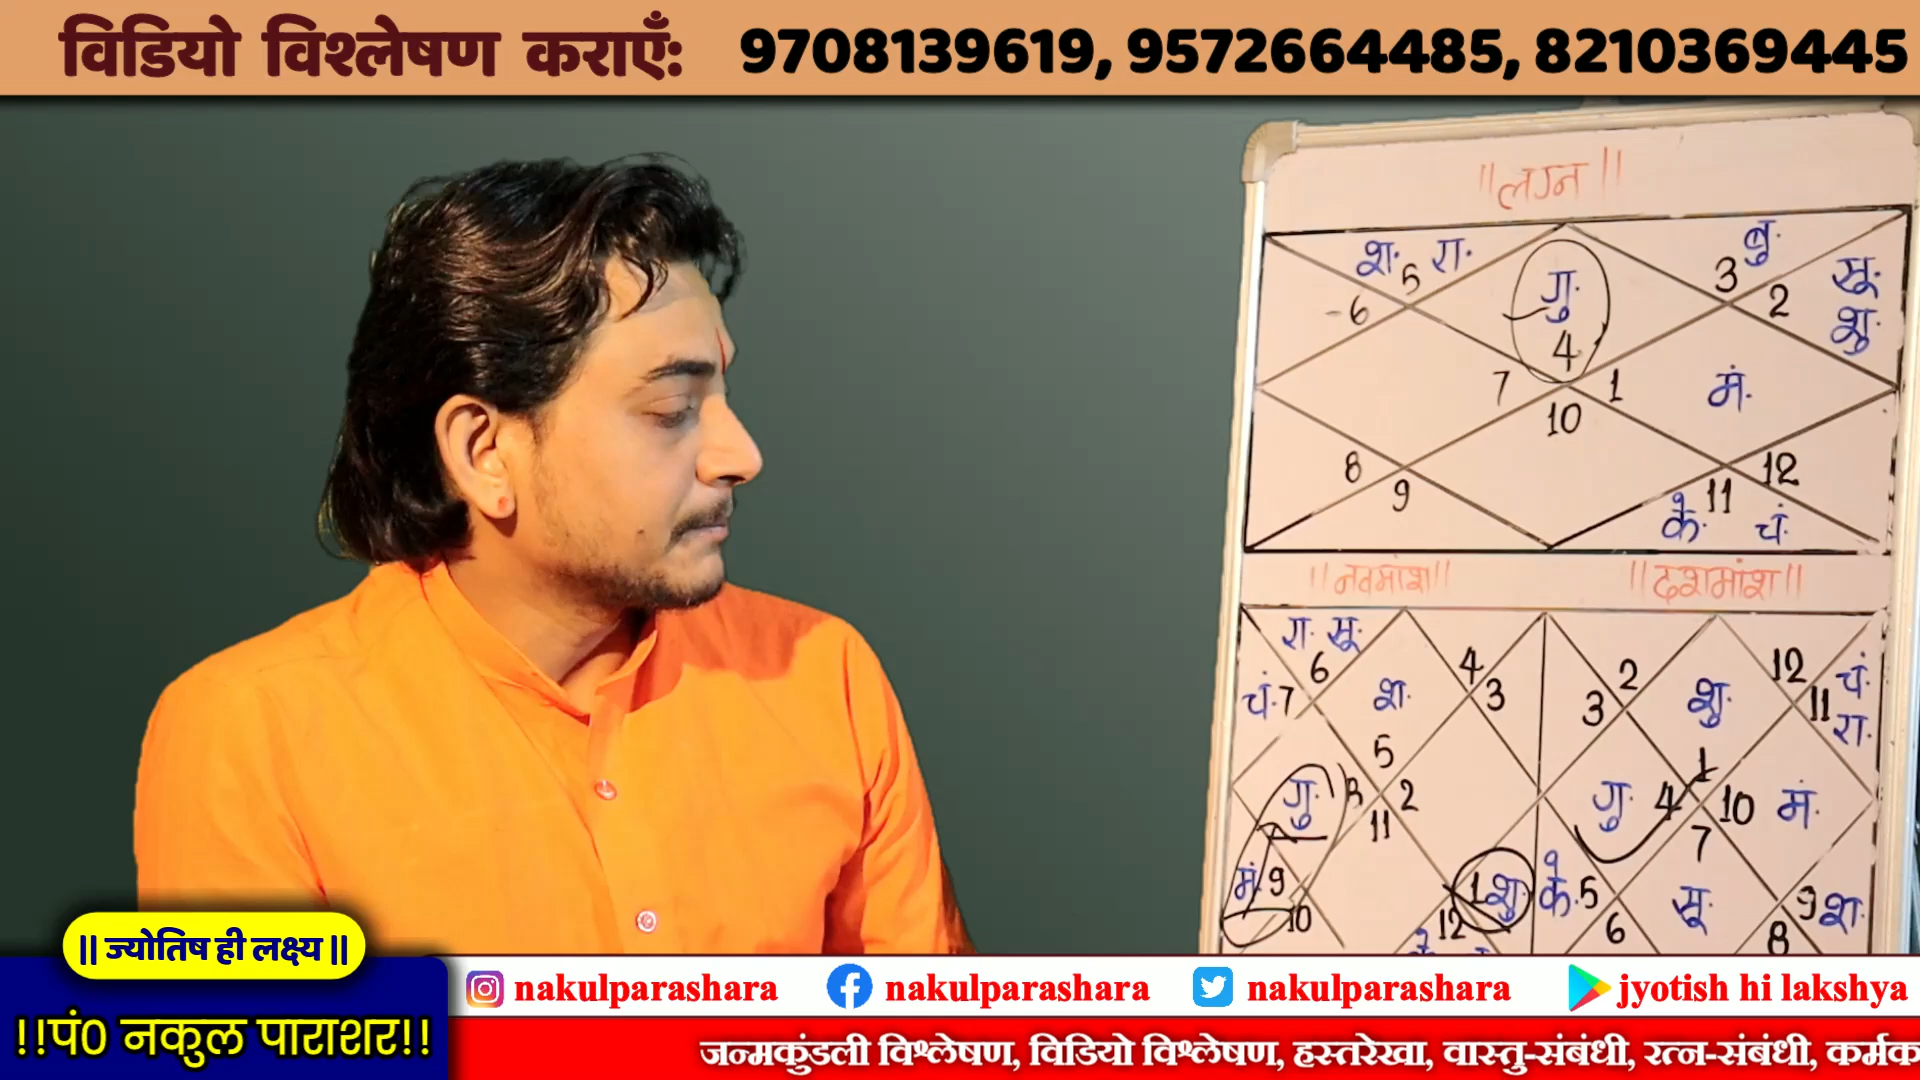 विडियो विश्लेषण कराएँ: 9708139619, 9572664485, 8210369445
||लग्न||
श. रा. 5
गु. 4
बु. 3
सू. शु. 2
6
7
1 मं.
10
8
9
के. 11 चं.
12
||नवमांश||
||दशमांश||
रा. सू. 6
चं. 7
श. 5
4
3
गु. 8
2
11
मं. 9
10
12
1 शु.
2
3
शु. 1
12
11 चं. रा.
गु. 4
10 मं.
7 सू.
के. 5
6
9 श.
8
|| ज्योतिष ही लक्ष्य ||
!!पं0 नकुल पाराशर!!
nakulparashara nakulparashara nakulparashara jyotish hi lakshya
जन्मकुंडली विश्लेषण, विडियो विश्लेषण, हस्तरेखा, वास्तु-संबंधी, रत्न-संबंधी, कर्मक